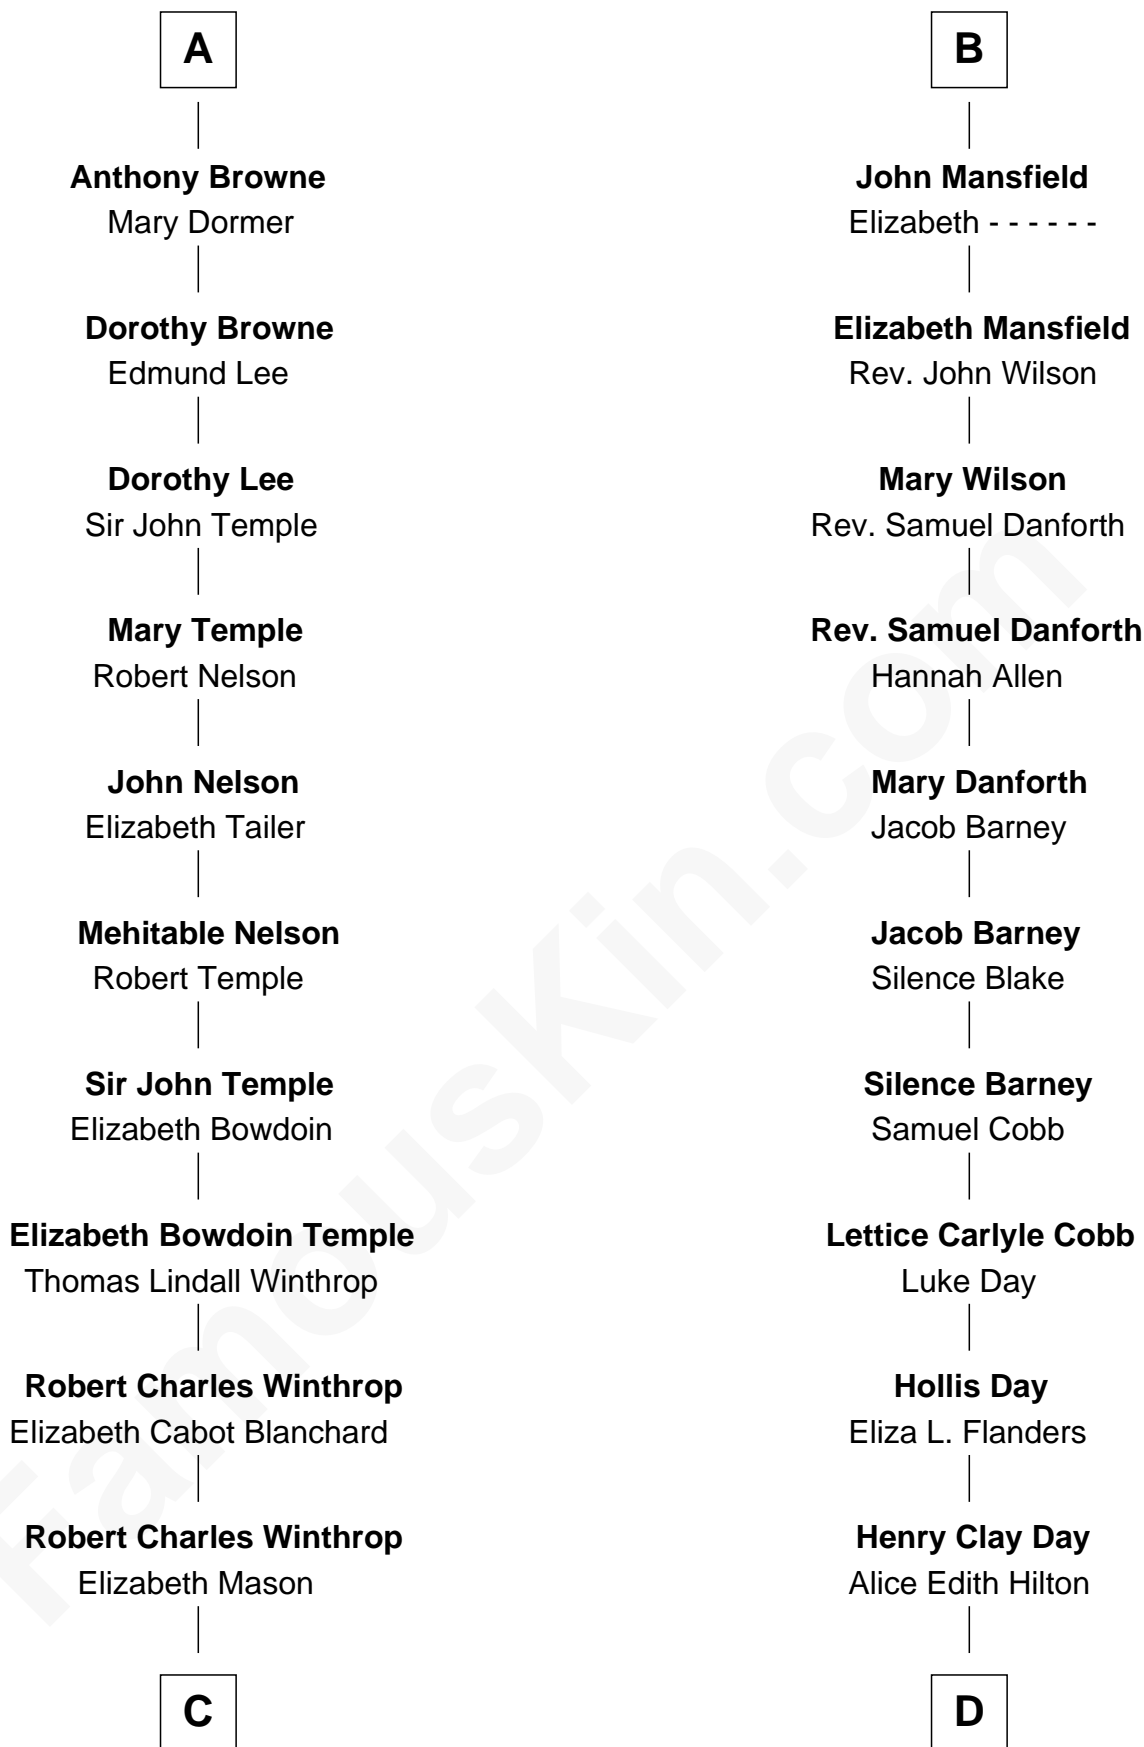 A
Anthony Browne
Mary Dormer
Dorothy Browne
Edmund Lee
Dorothy Lee
Sir John Temple
Mary Temple
Robert Nelson
John Nelson
Elizabeth Tailer
Mehitable Nelson
Robert Temple
Sir John Temple
Elizabeth Bowdoin
Elizabeth Bowdoin Temple
Thomas Lindall Winthrop
Robert Charles Winthrop
Elizabeth Cabot Blanchard
Robert Charles Winthrop
Elizabeth Mason
C
B
John Mansfield
Elizabeth - - - - - -
Elizabeth Mansfield
Rev. John Wilson
Mary Wilson
Rev. Samuel Danforth
Rev. Samuel Danforth
Hannah Allen
Mary Danforth
Jacob Barney
Jacob Barney
Silence Blake
Silence Barney
Samuel Cobb
Lettice Carlyle Cobb
Luke Day
Hollis Day
Eliza L. Flanders
Henry Clay Day
Alice Edith Hilton
D
FamousKin.com